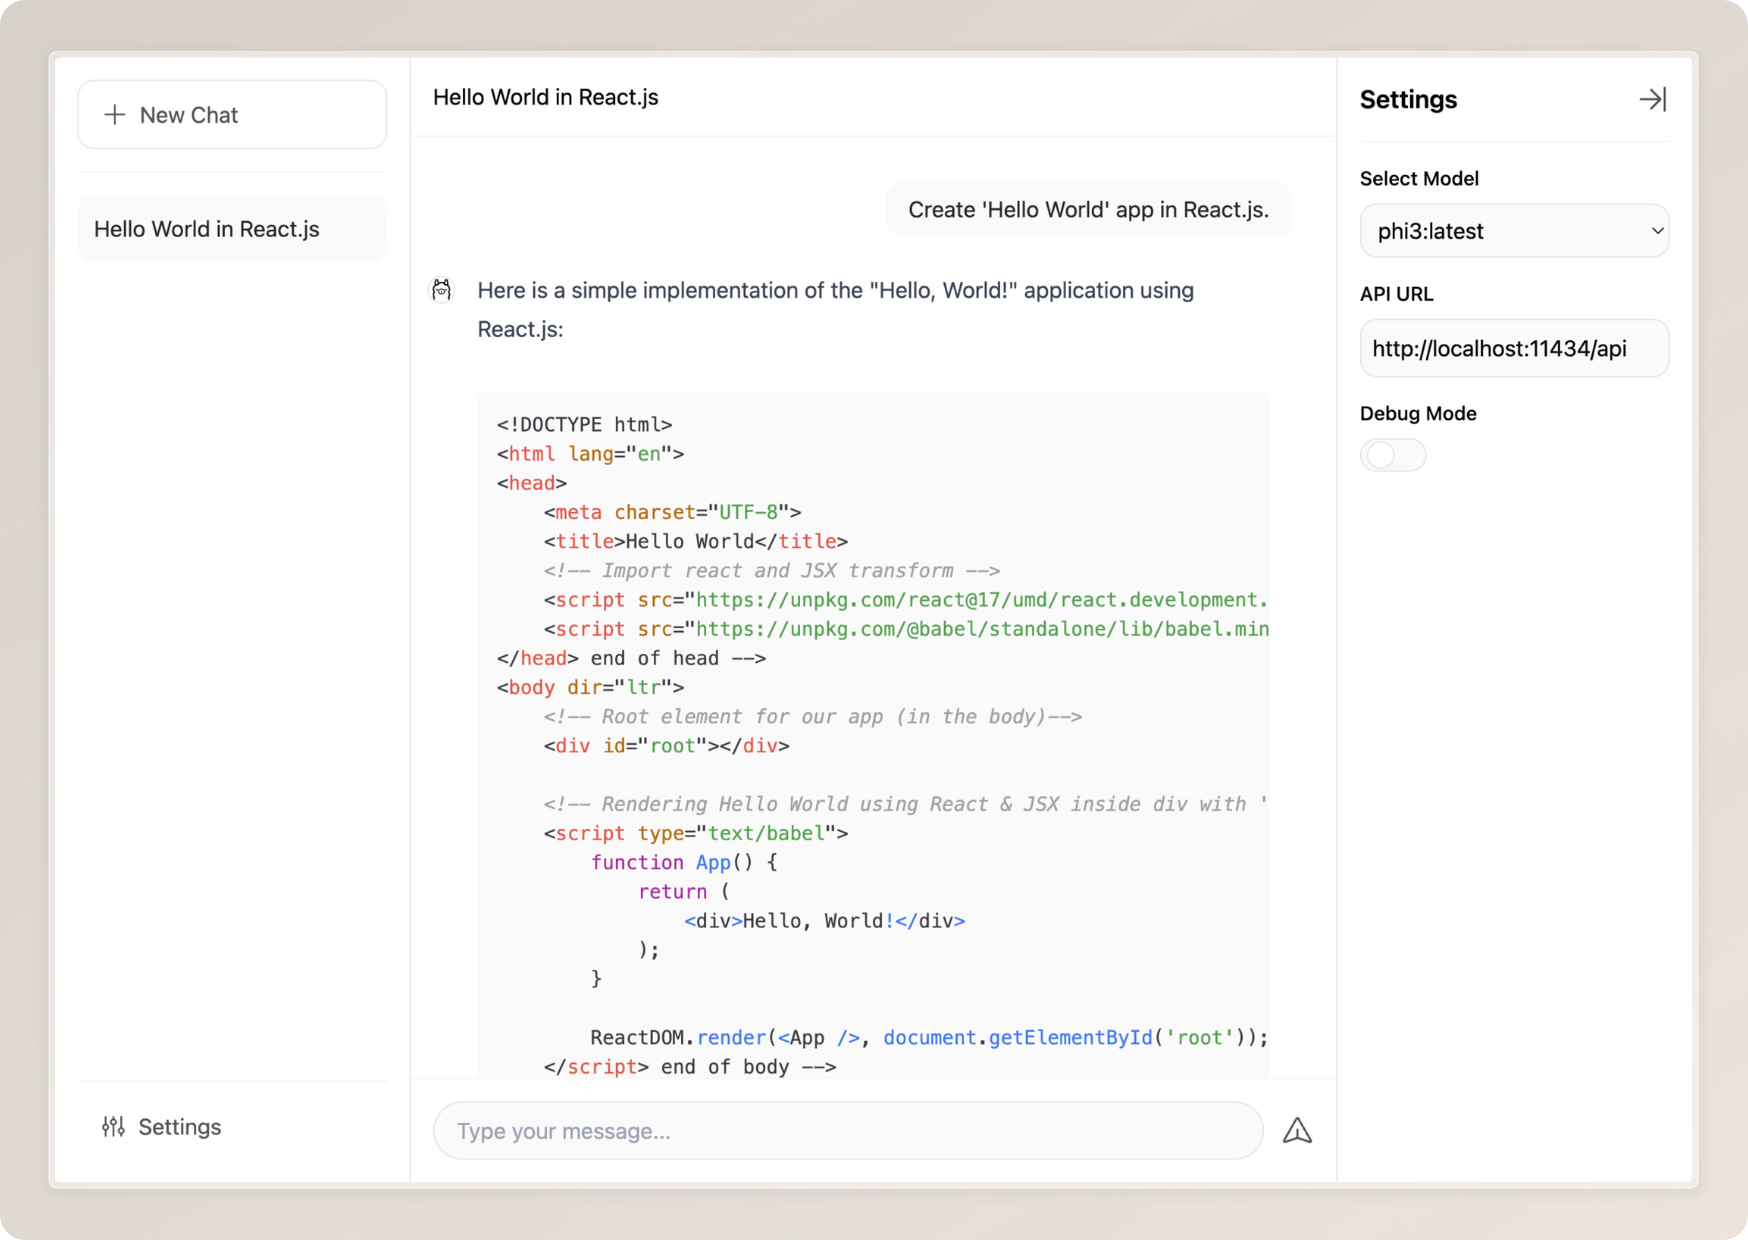 New Chat
Hello World in React.js
Settings
Hello World in React.js
Create 'Hello World' app in React.js.
Here is a simple implementation of the "Hello, World!" application using
React.js:
<!DOCTYPE html>
<html lang="en">
<head>
    <meta charset="UTF-8">
    <title>Hello World</title>
    <!-- Import react and JSX transform -->
    <script src="https://unpkg.com/react@17/umd/react.development.
    <script src="https://unpkg.com/@babel/standalone/lib/babel.min
</head> end of head -->
<body dir="ltr">
    <!-- Root element for our app (in the body)-->
    <div id="root"></div>
    <!-- Rendering Hello World using React & JSX inside div with '
    <script type="text/babel">
        function App() {
            return (
                <div>Hello, World!</div>
            );
        }
        ReactDOM.render(<App />, document.getElementById('root'));
    </script> end of body -->
Type your message...
Settings
Select Model
phi3:latest
API URL
http://localhost:11434/api
Debug Mode